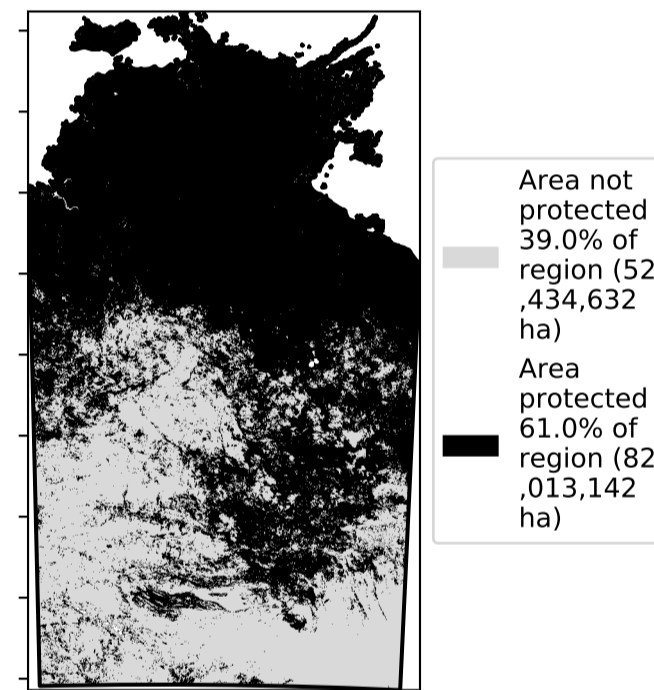 Area not
protected
39.0% of
region (52
,434,632
ha)
Area
protected
61.0% of
region (82
,013,142
ha)